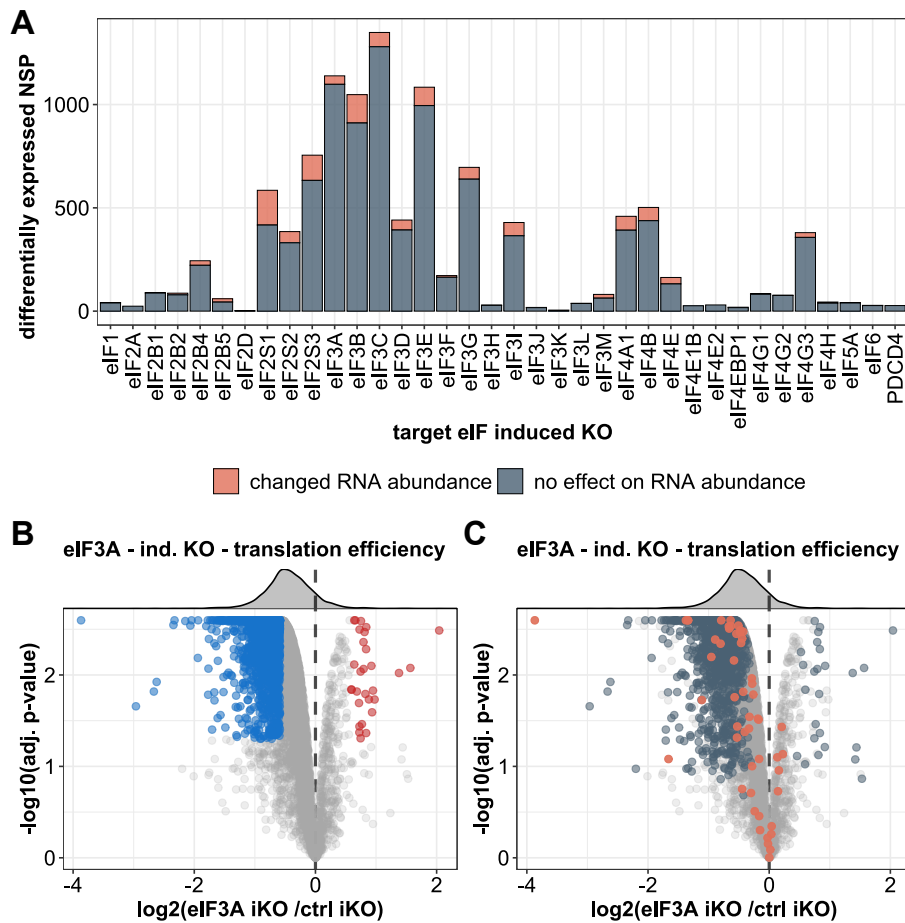 A
differentially expressed NSP
1000
500
0
eIF1
eIF2A
eIF2B1
eIF2B2
eIF2B4
eIF2B5
eIF2D
eIF2S1
eIF2S2
eIF2S3
eIF3A
eIF3B
eIF3C
eIF3D
eIF3E
eIF3F
eIF3G
eIF3H
eIF3I
eIF3J
eIF3K
eIF3L
eIF3M
eIF4A1
eIF4B
eIF4E
eIF4E1B
eIF4E2
eIF4EBP1
eIF4G1
eIF4G2
eIF4G3
eIF4H
eIF5A
eIF6
PDCD4
target eIF induced KO
changed RNA abundance
no effect on RNA abundance
B
eIF3A - ind. KO - translation efficiency
-log10(adj. p-value)
2
1
0
-4
-2
0
2
log2(eIF3A iKO /ctrl iKO)
C
eIF3A - ind. KO - translation efficiency
-log10(adj. p-value)
2
1
0
-4
-2
0
2
log2(eIF3A iKO /ctrl iKO)